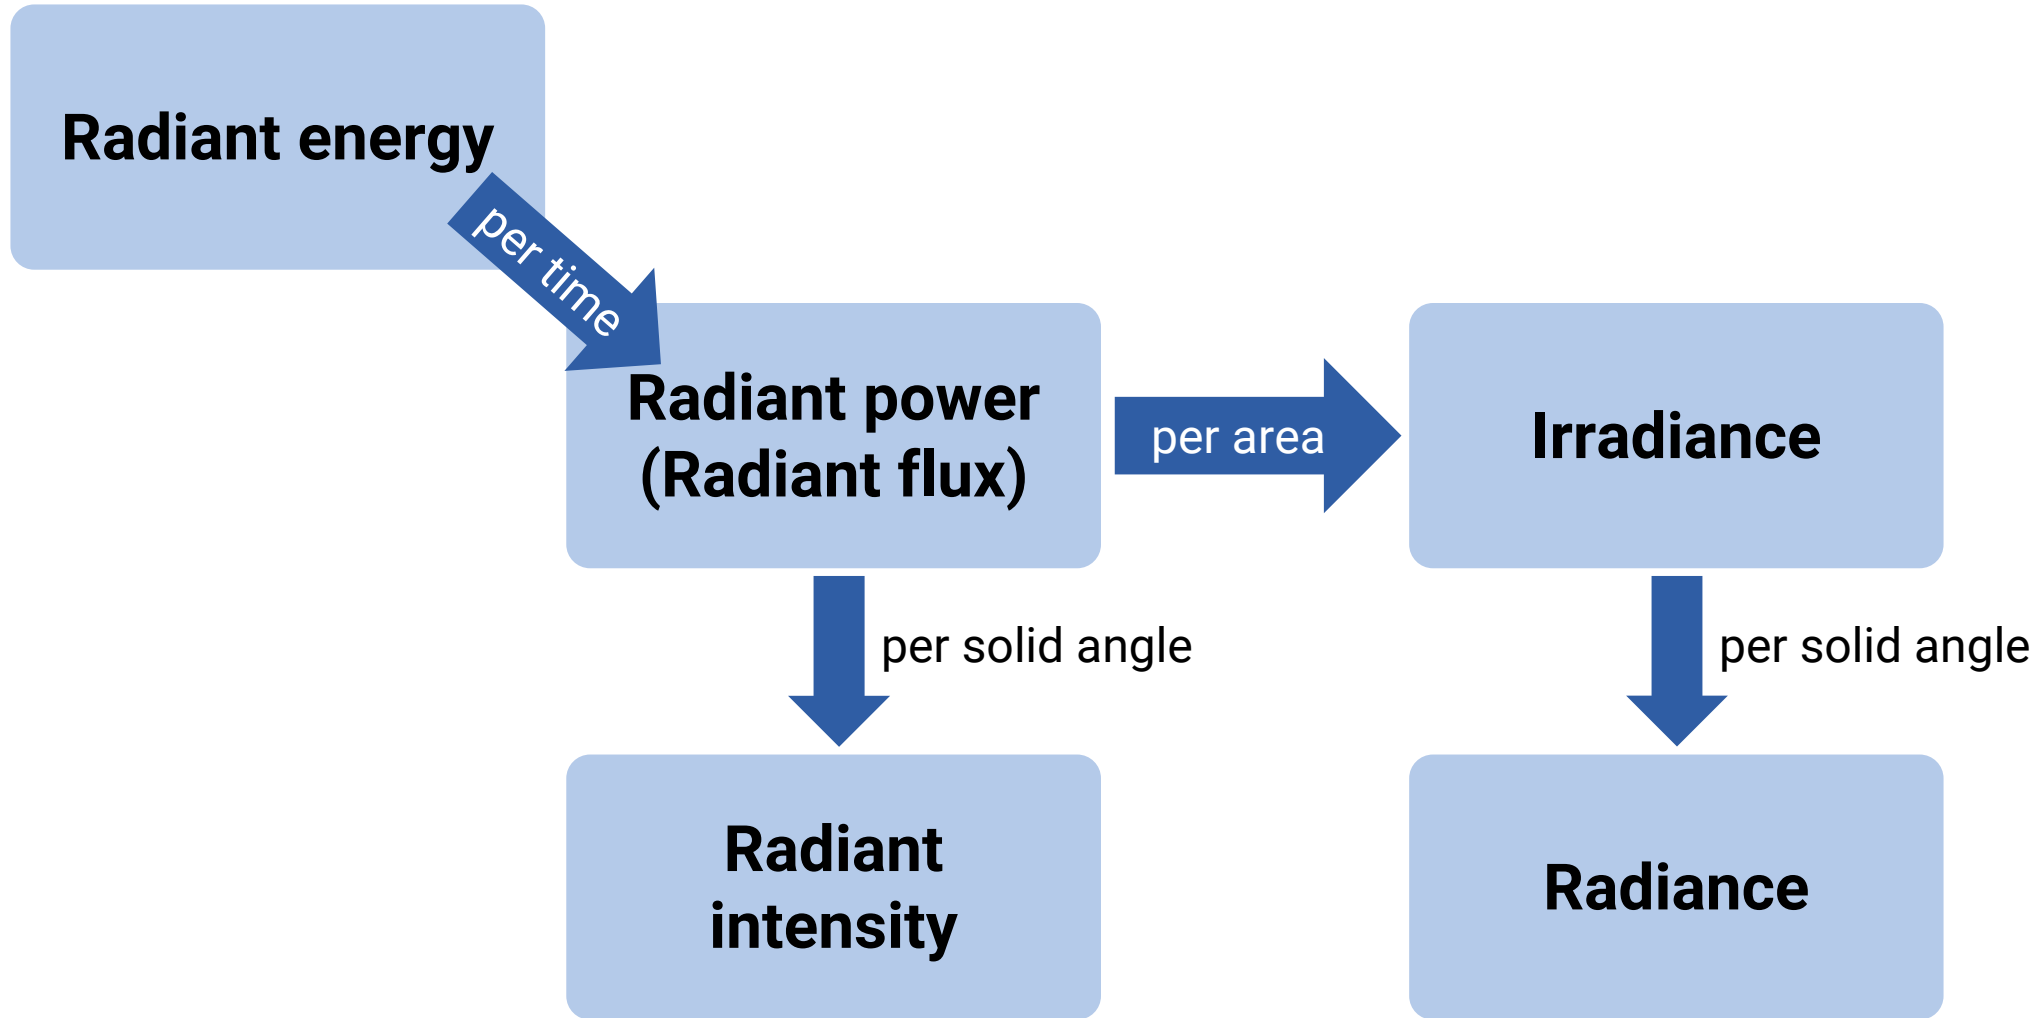 Radiant energy
per time
Radiant power
(Radiant flux)
per area
Irradiance
per solid angle
per solid angle
Radiant
intensity
Radiance